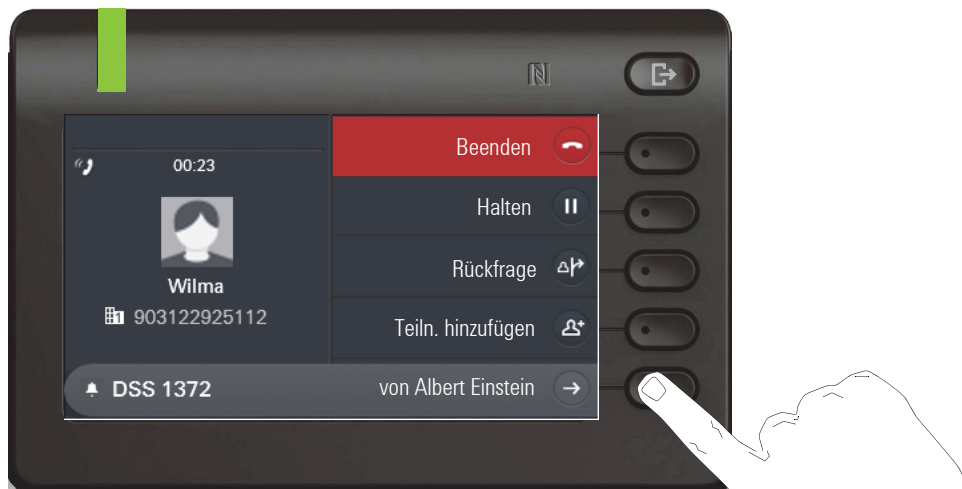 00:23
Wilma
903122925112
DSS 1372
Beenden
Halten
Rückfrage
Teiln. hinzufügen
von Albert Einstein